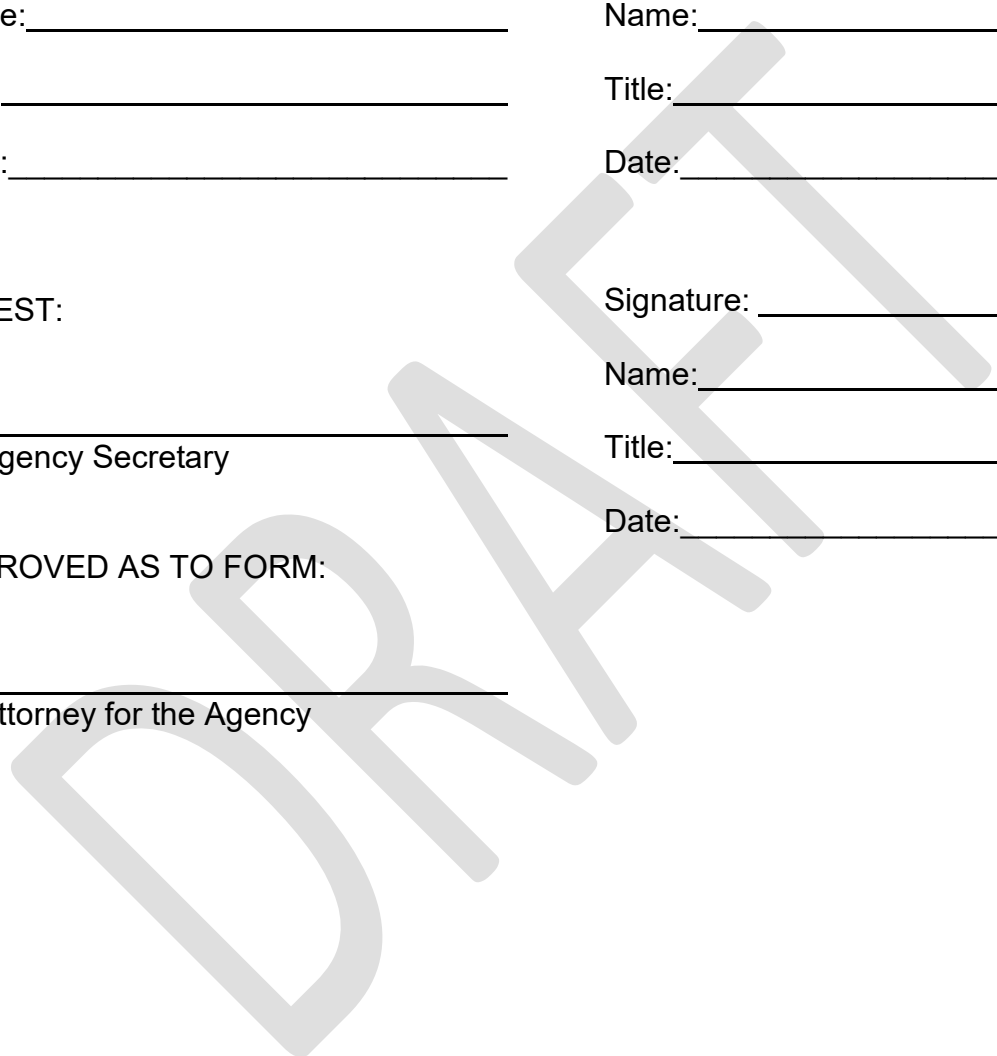 e:
:
EST:
gency Secretary
ROVED AS TO FORM:
ttorney for the Agency
Name:
Title:
Date:
Signature:
Name:
Title:
Date:
DRAFT